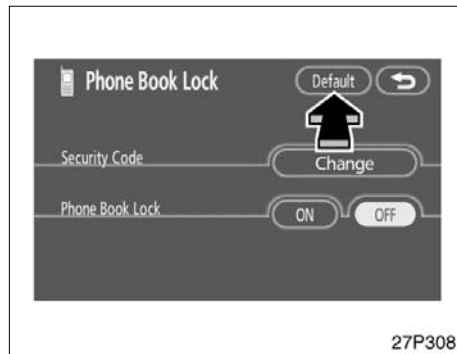 Phone Book Lock
Default
Security Code
Change
Phone Book Lock
ON
OFF
27P308